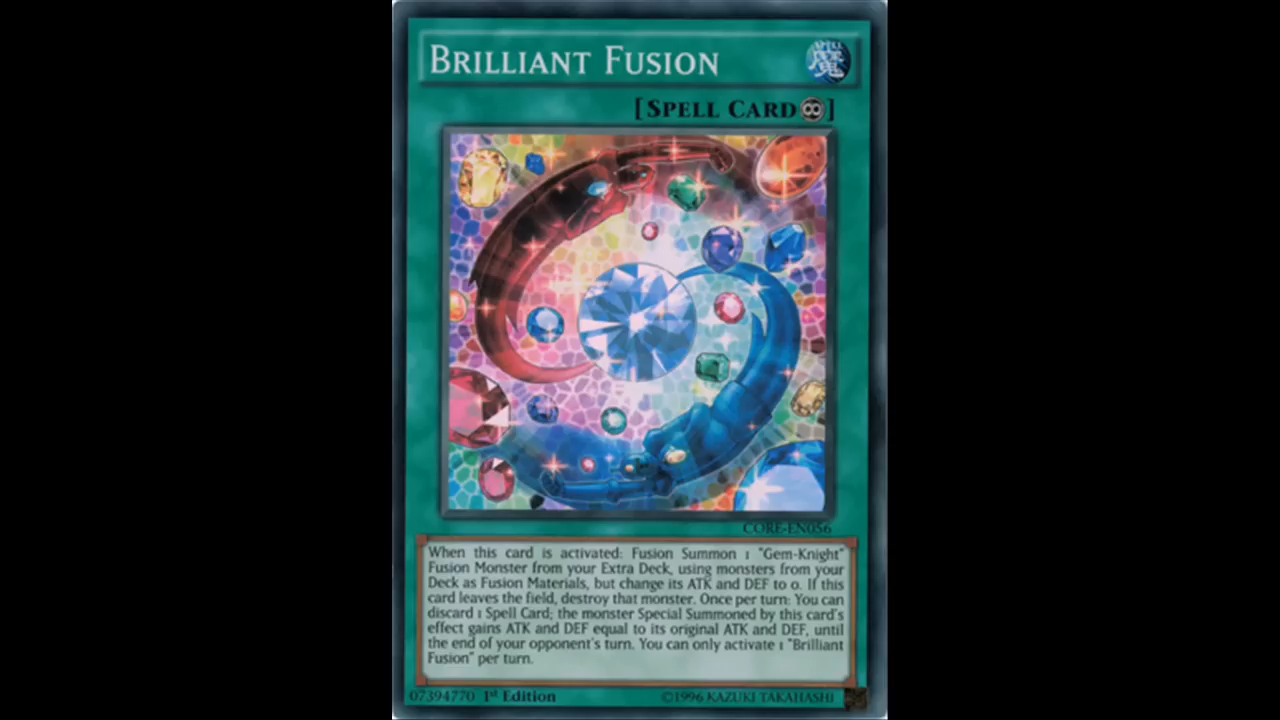 BRILLIANT FUSION
[SPELL CARD]
CORE-EN056
When this card is activated: Fusion Summon 1 "Gem-Knight"
Fusion Monster from your Extra Deck, using monsters from your
Deck as Fusion Materials, but change its ATK and DEF to 0. If this
card leaves the field, destroy that monster. Once per turn: You can
discard 1 Spell Card; the monster Special Summoned by this card's
effect gains ATK and DEF equal to its original ATK and DEF, until
the end of your opponent's turn. You can only activate 1 "Brilliant
Fusion" per turn.
07394770 1st Edition
©1996 KAZUKI TAKAHASHI